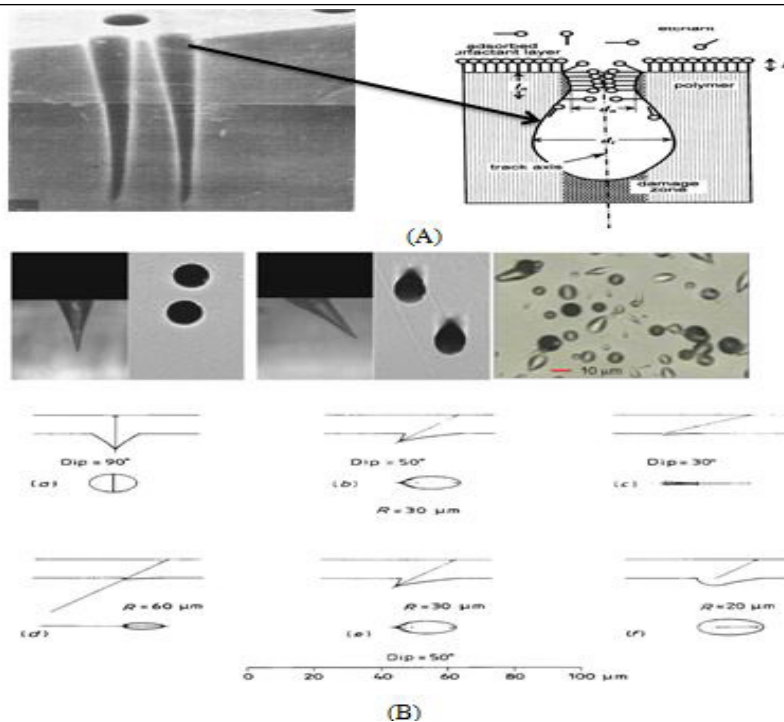 etchant
adsorbed
surfactant layer
polymer
track axis
damage
zone
(A)
10 µm
Dip = 90°
(a)
Dip = 50°
(b)
R = 30 µm
Dip = 30°
(c)
R = 60 µm
(d)
R = 30 µm
(e)
Dip = 50°
R = 20 µm
(f)
0 20 40 60 80 100 µm
(B)